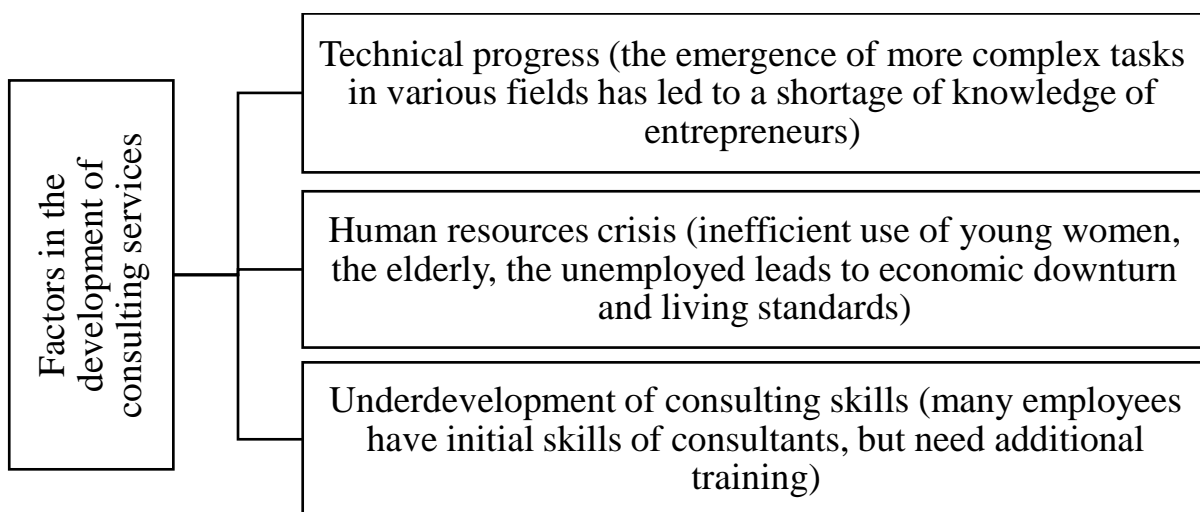 Factors in the
development of
consulting services
Technical progress (the emergence of more complex tasks
in various fields has led to a shortage of knowledge of
entrepreneurs)
Human resources crisis (inefficient use of young women,
the elderly, the unemployed leads to economic downturn
and living standards)
Underdevelopment of consulting skills (many employees
have initial skills of consultants, but need additional
training)